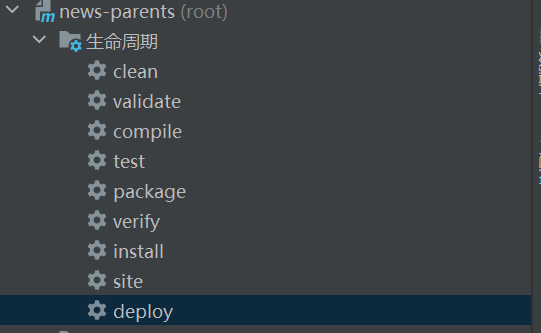 news-parents (root)
生命周期
clean
validate
compile
test
package
verify
install
site
deploy